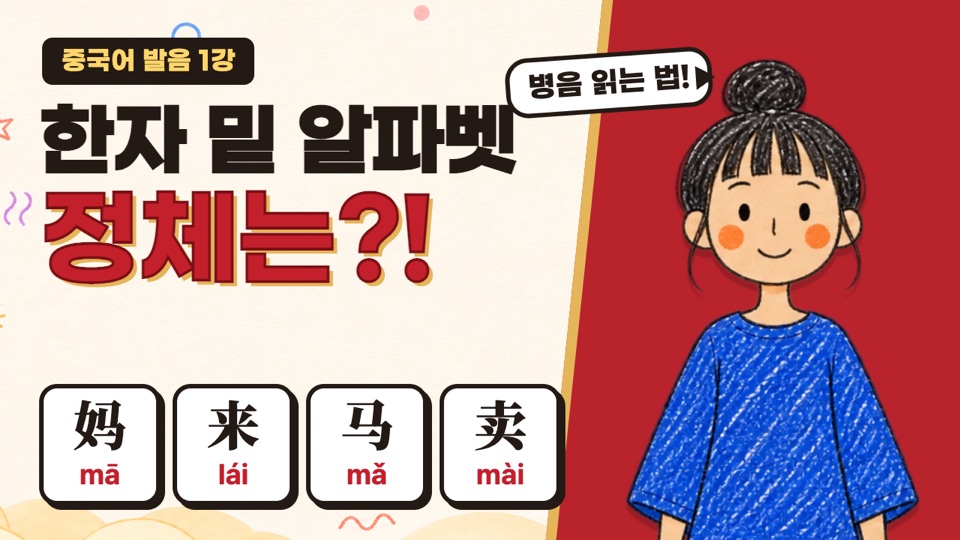 중국어 발음 1강
병음 읽는 법!
한자 밑 알파벳
정체는?!
妈 来 马 卖
mā lái mǎ mài